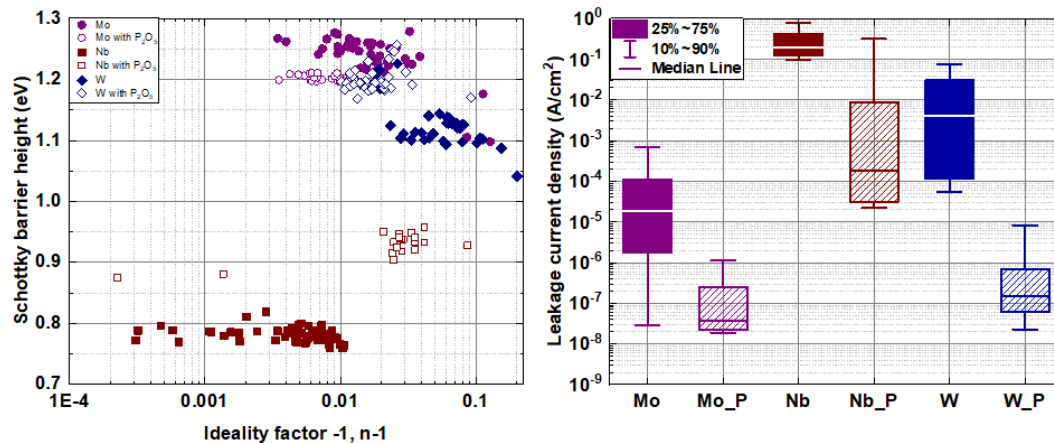 1.3
1.2
1.1
1.0
0.9
0.8
0.7
Schottky barrier height (eV)
Mo
Mo with P₂O₅
Nb
Nb with P₂O₅
W
W with P₂O₅
1E-4
0.001
0.01
0.1
Ideality factor -1, n-1
10⁰
10⁻¹
10⁻²
10⁻³
10⁻⁴
10⁻⁵
10⁻⁶
10⁻⁷
10⁻⁸
10⁻⁹
Leakage current density (A/cm²)
25%~75%
10%~90%
Median Line
Mo
Mo_P
Nb
Nb_P
W
W_P